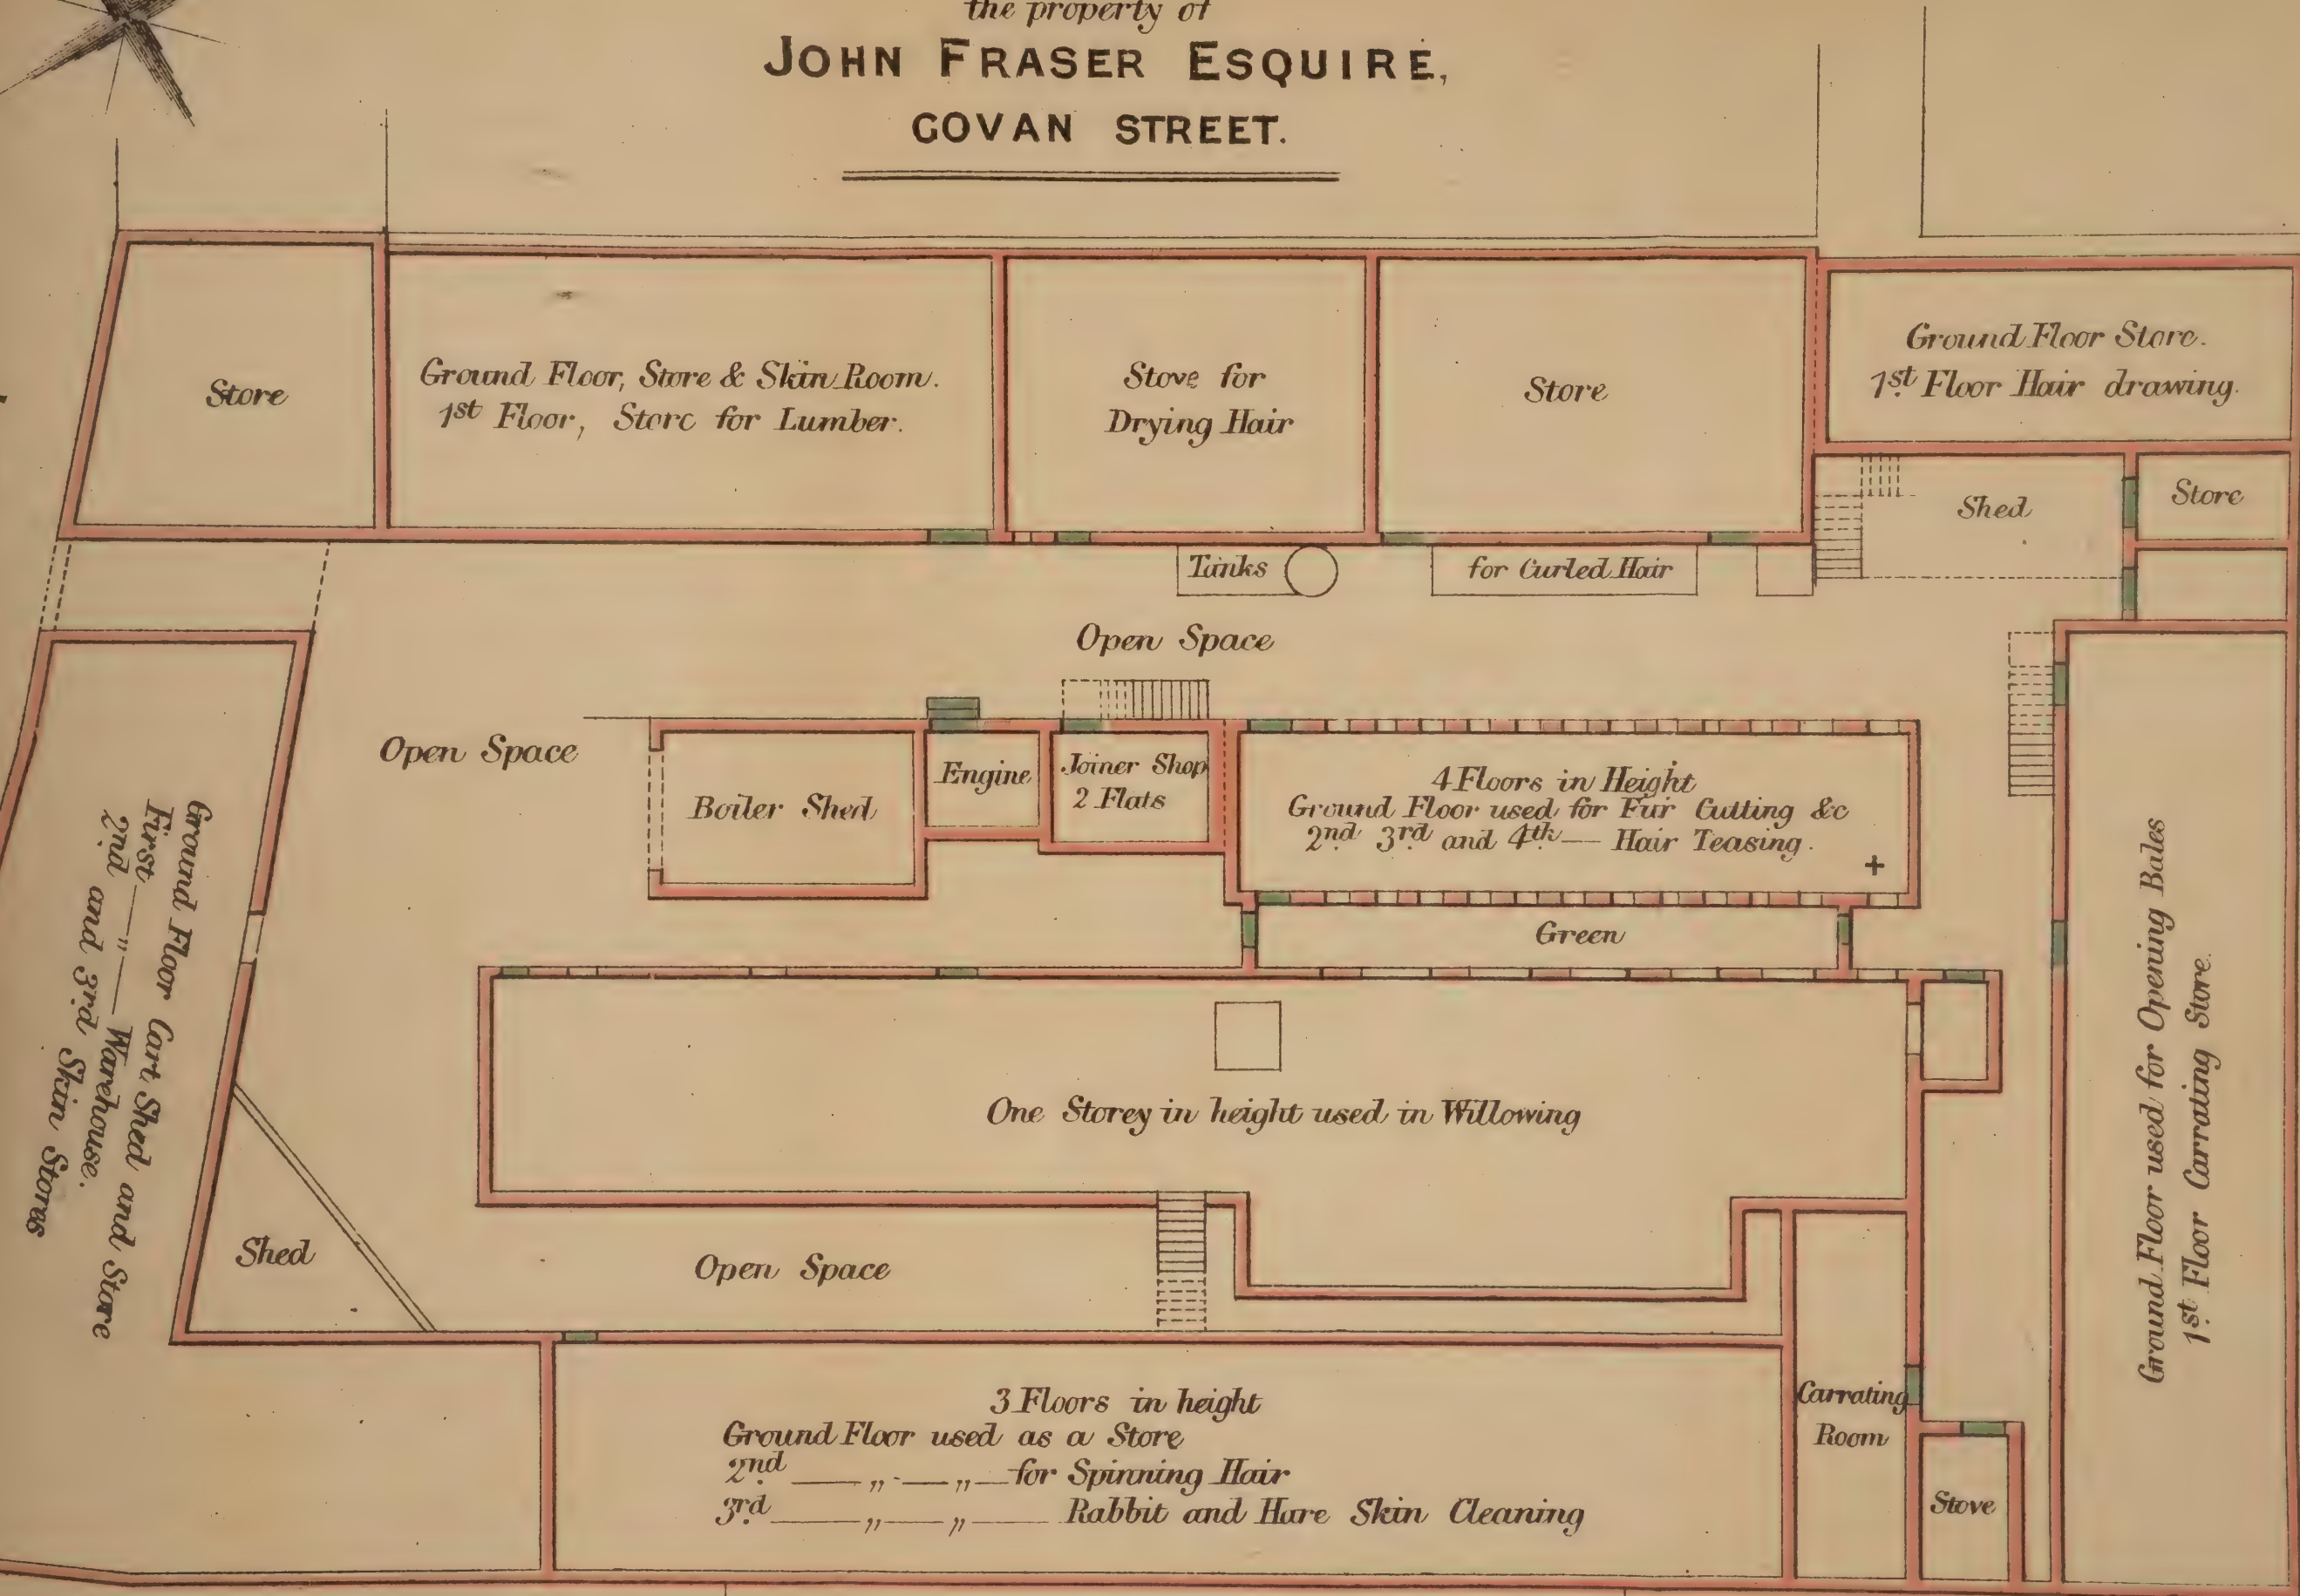 the property of
JOHN FRASER ESQUIRE,
GOVAN STREET.
Store
Ground Floor, Store & Skin Room.
1st Floor, Store for Lumber.
Stove for
Drying Hair
Store
Ground Floor Store.
1st Floor Hair drawing.
Shed
Store
Tanks
for Curled Hair
Open Space
Open Space
Boiler Shed
Engine
Joiner Shop
2 Flats
4 Floors in Height
Ground Floor used for Fur Cutting &c
2nd 3rd and 4th — Hair Teasing.
+
Green
Ground Floor Cart Shed and Store
First — „ — Warehouse.
2nd and 3rd Skin Stores
One Storey in height used in Willowing
Ground Floor used for Opening Bales
1st Floor Carrating Store.
Shed
Open Space
3 Floors in height
Ground Floor used as a Store
2nd — „ — „ — for Spinning Hair
3rd — „ — „ — Rabbit and Hare Skin Cleaning
Carrating
Room
Stove